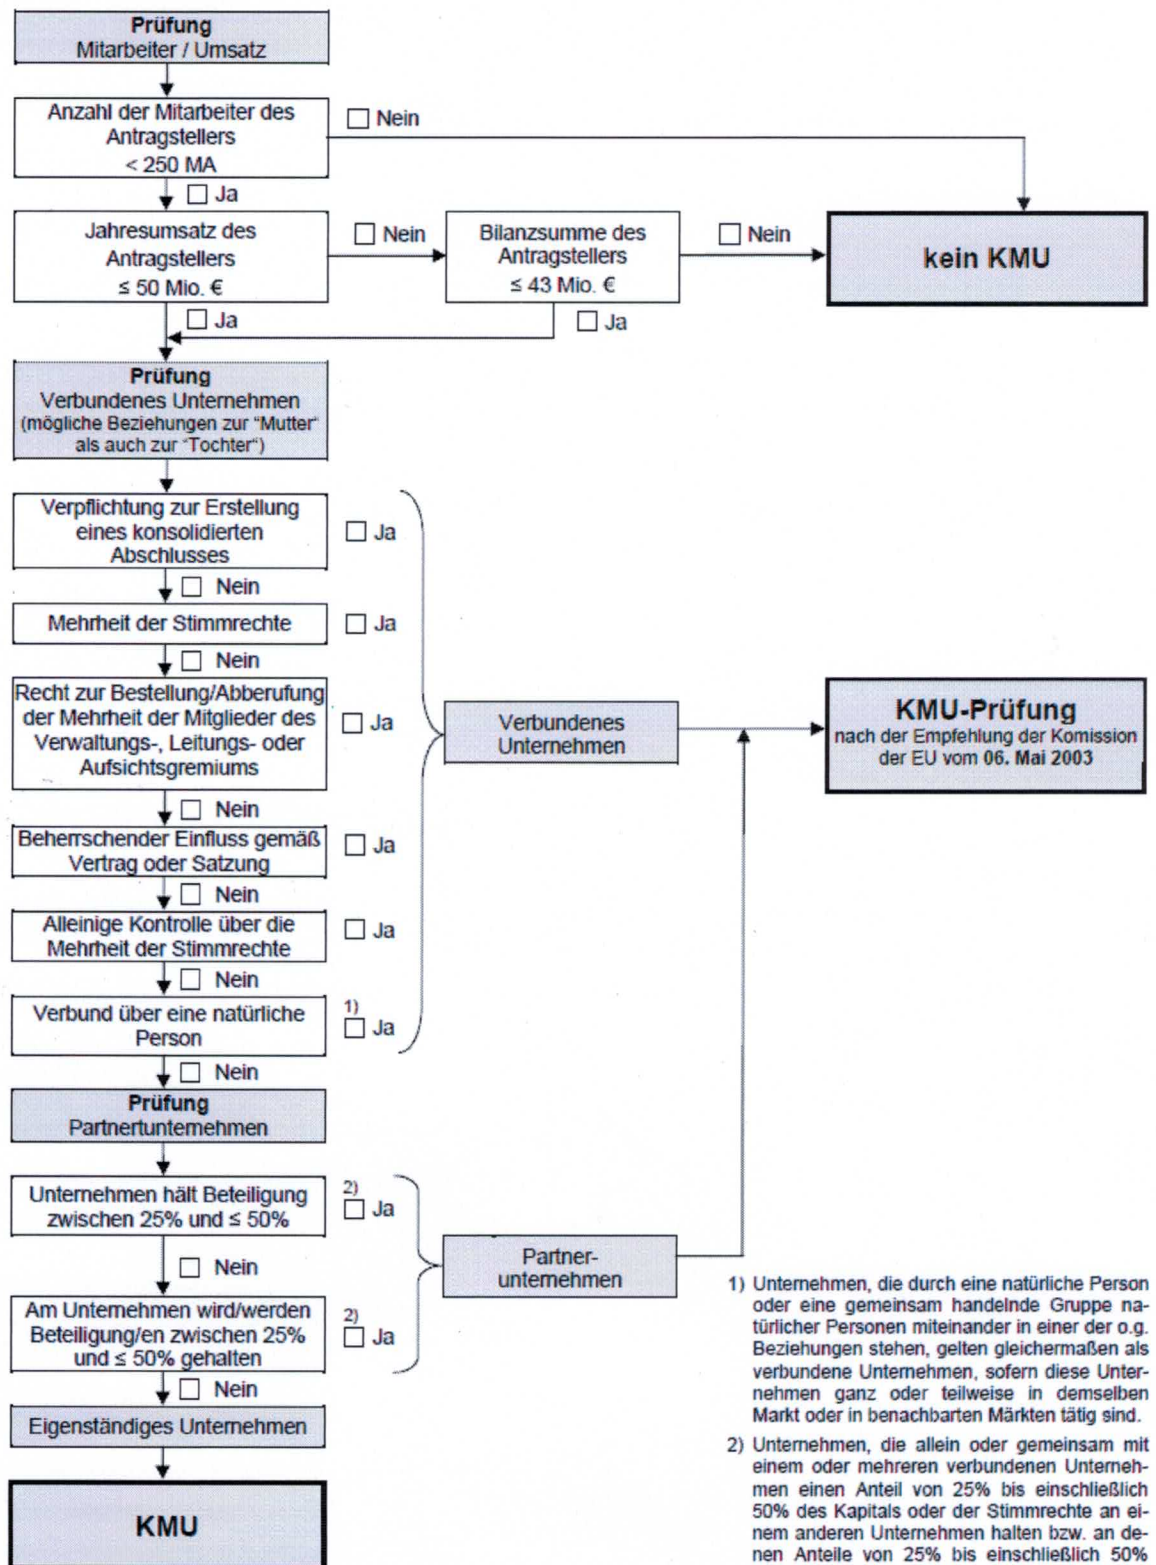 Prüfung
Mitarbeiter / Umsatz
Anzahl der Mitarbeiter des
Antragstellers
< 250 MA
Nein
Ja
Jahresumsatz des
Antragstellers
≤ 50 Mio. €
Nein
Bilanzsumme des
Antragstellers
≤ 43 Mio. €
Nein
kein KMU
Ja
Ja
Prüfung
Verbundenes Unternehmen
(mögliche Beziehungen zur "Mutter"
als auch zur "Tochter")
Verpflichtung zur Erstellung
eines konsolidierten
Abschlusses
Ja
Nein
Mehrheit der Stimmrechte
Ja
Nein
Recht zur Bestellung/Abberufung
der Mehrheit der Mitglieder des
Verwaltungs-, Leitungs- oder
Aufsichtsgremiums
Ja
Nein
Beherrschender Einfluss gemäß
Vertrag oder Satzung
Ja
Nein
Alleinige Kontrolle über die
Mehrheit der Stimmrechte
Ja
Nein
Verbund über eine natürliche
Person
1)
Ja
Nein
Verbundenes
Unternehmen
KMU-Prüfung
nach der Empfehlung der Komission
der EU vom 06. Mai 2003
Prüfung
Partnertunternehmen
Unternehmen hält Beteiligung
zwischen 25% und ≤ 50%
2)
Ja
Nein
Am Unternehmen wird/werden
Beteiligung/en zwischen 25%
und ≤ 50% gehalten
2)
Ja
Nein
Partner-
unternehmen
Eigenständiges Unternehmen
KMU
1) Unternehmen, die durch eine natürliche Person
oder eine gemeinsam handelnde Gruppe na-
türlicher Personen miteinander in einer der o.g.
Beziehungen stehen, gelten gleichermaßen als
verbundene Unternehmen, sofern diese Unter-
nehmen ganz oder teilweise in demselben
Markt oder in benachbarten Märkten tätig sind.
2) Unternehmen, die allein oder gemeinsam mit
einem oder mehreren verbundenen Unterneh-
men einen Anteil von 25% bis einschließlich
50% des Kapitals oder der Stimmrechte an ei-
nem anderen Unternehmen halten bzw. an de-
nen Anteile von 25% bis einschließlich 50%